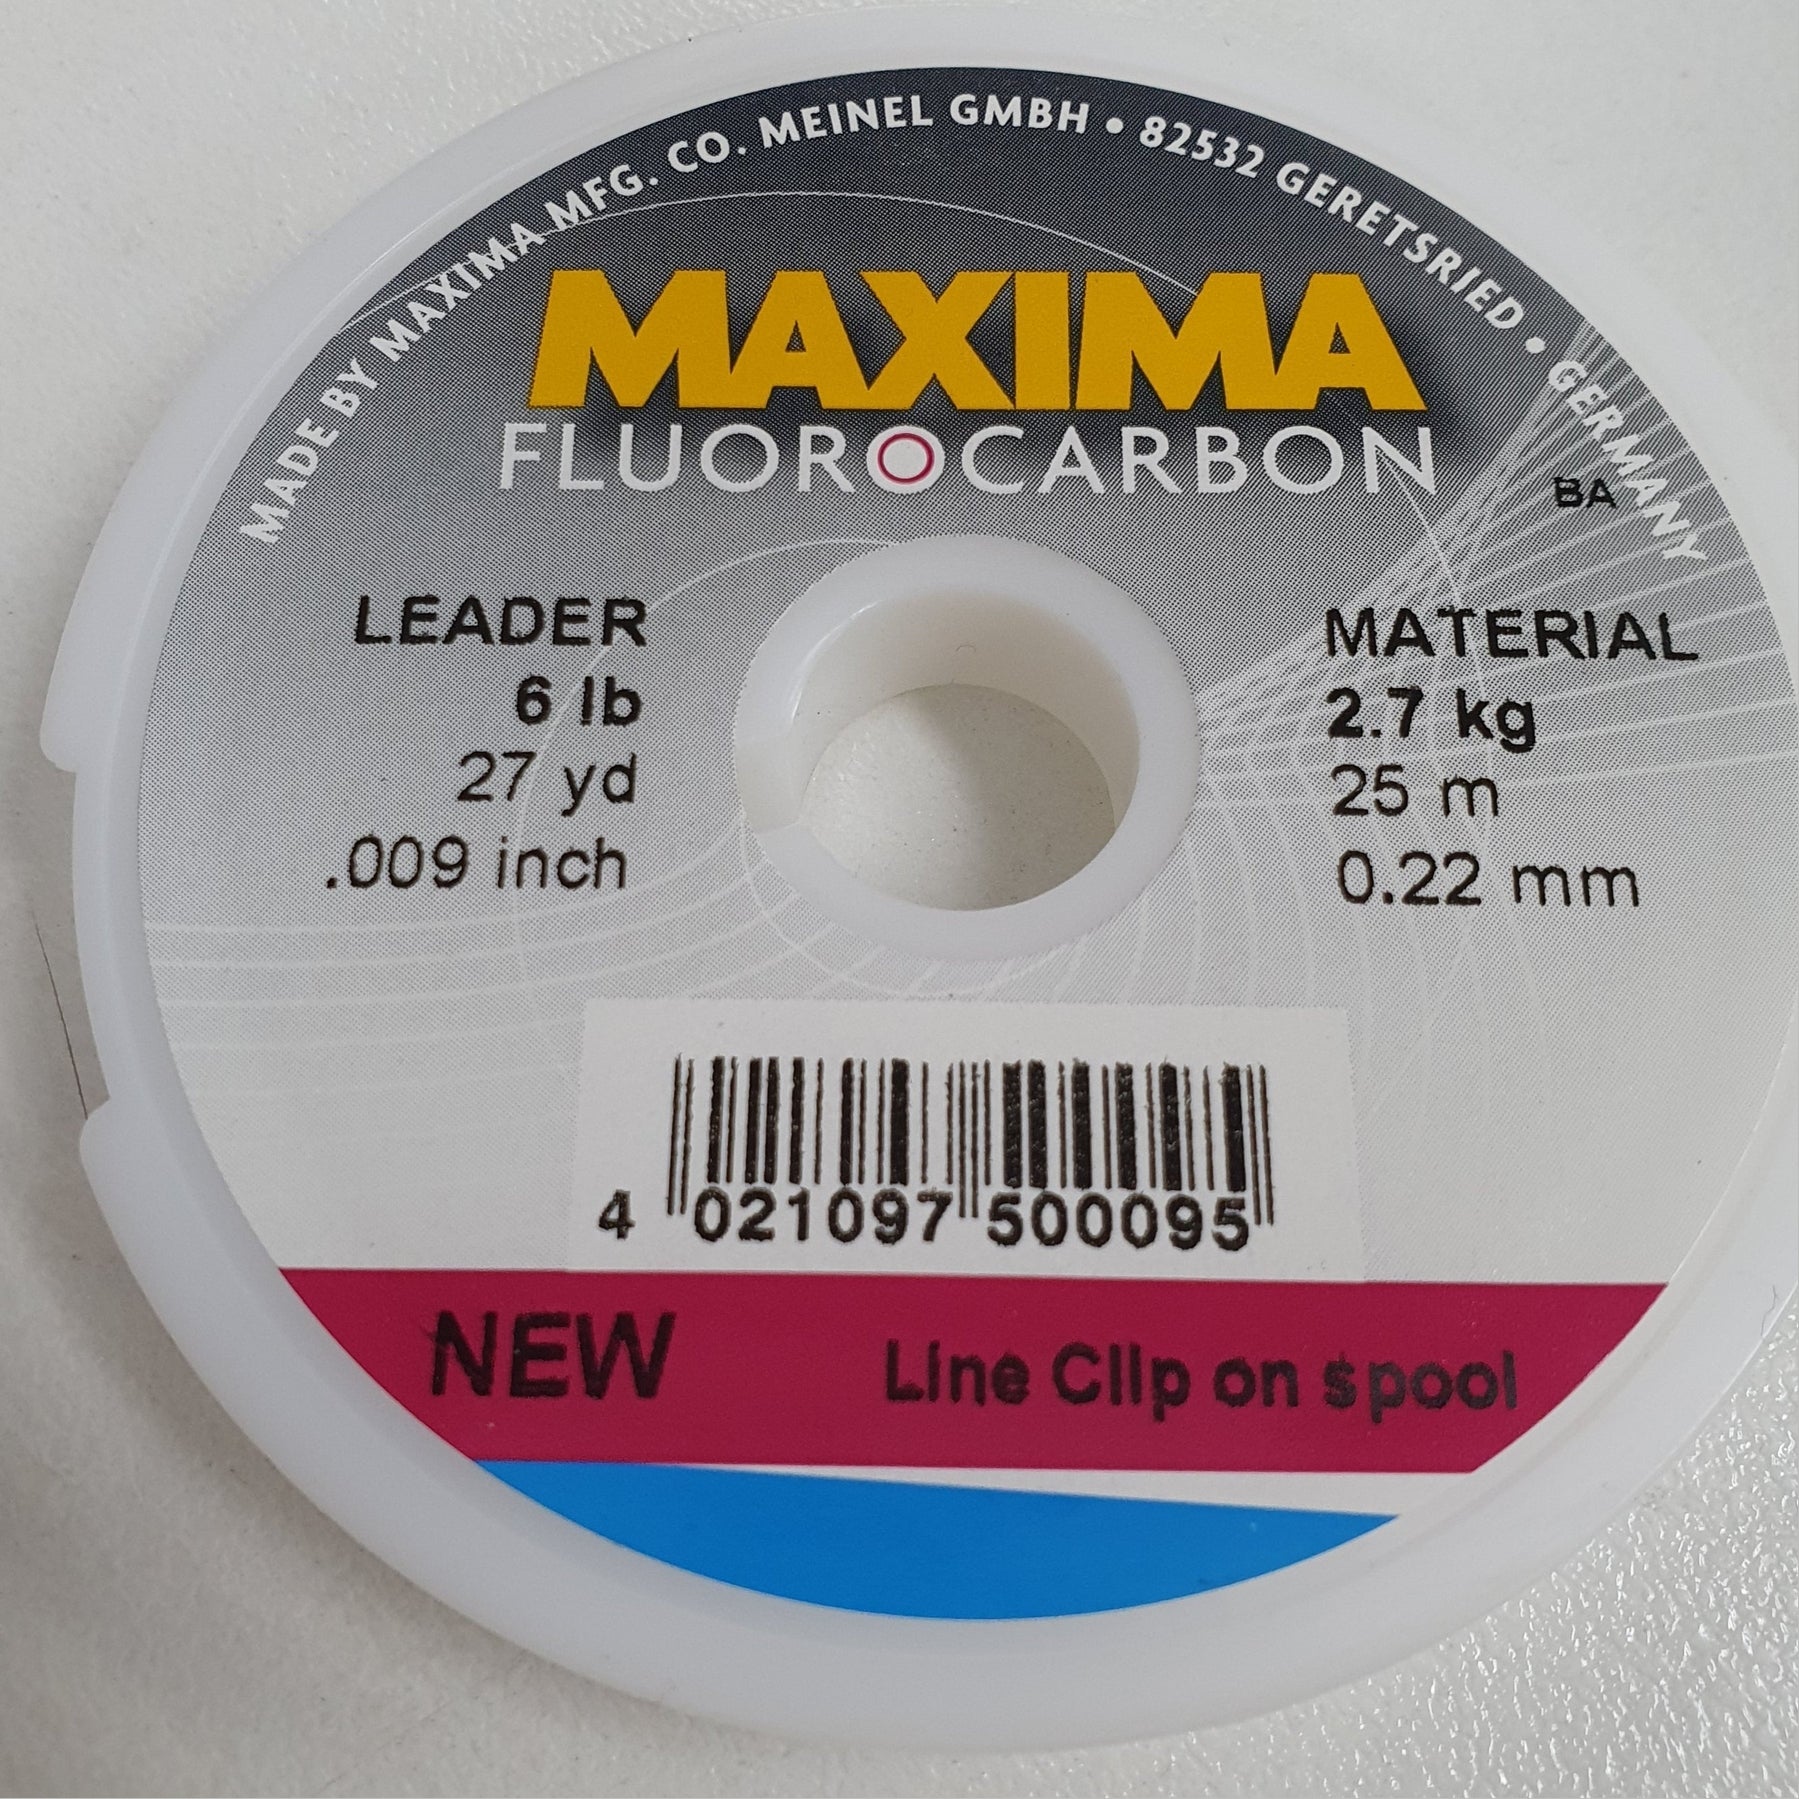 MADE BY MAXIMA MFG. CO. MEINEL GMBH • 82532 GERETSRIED • GERMANY
MAXIMA
FLUOROCARBON
BA
LEADER MATERIAL
6 lb 2.7 kg
27 yd 25 m
.009 inch 0.22 mm
4 021097 500095
NEW Line Clip on spool